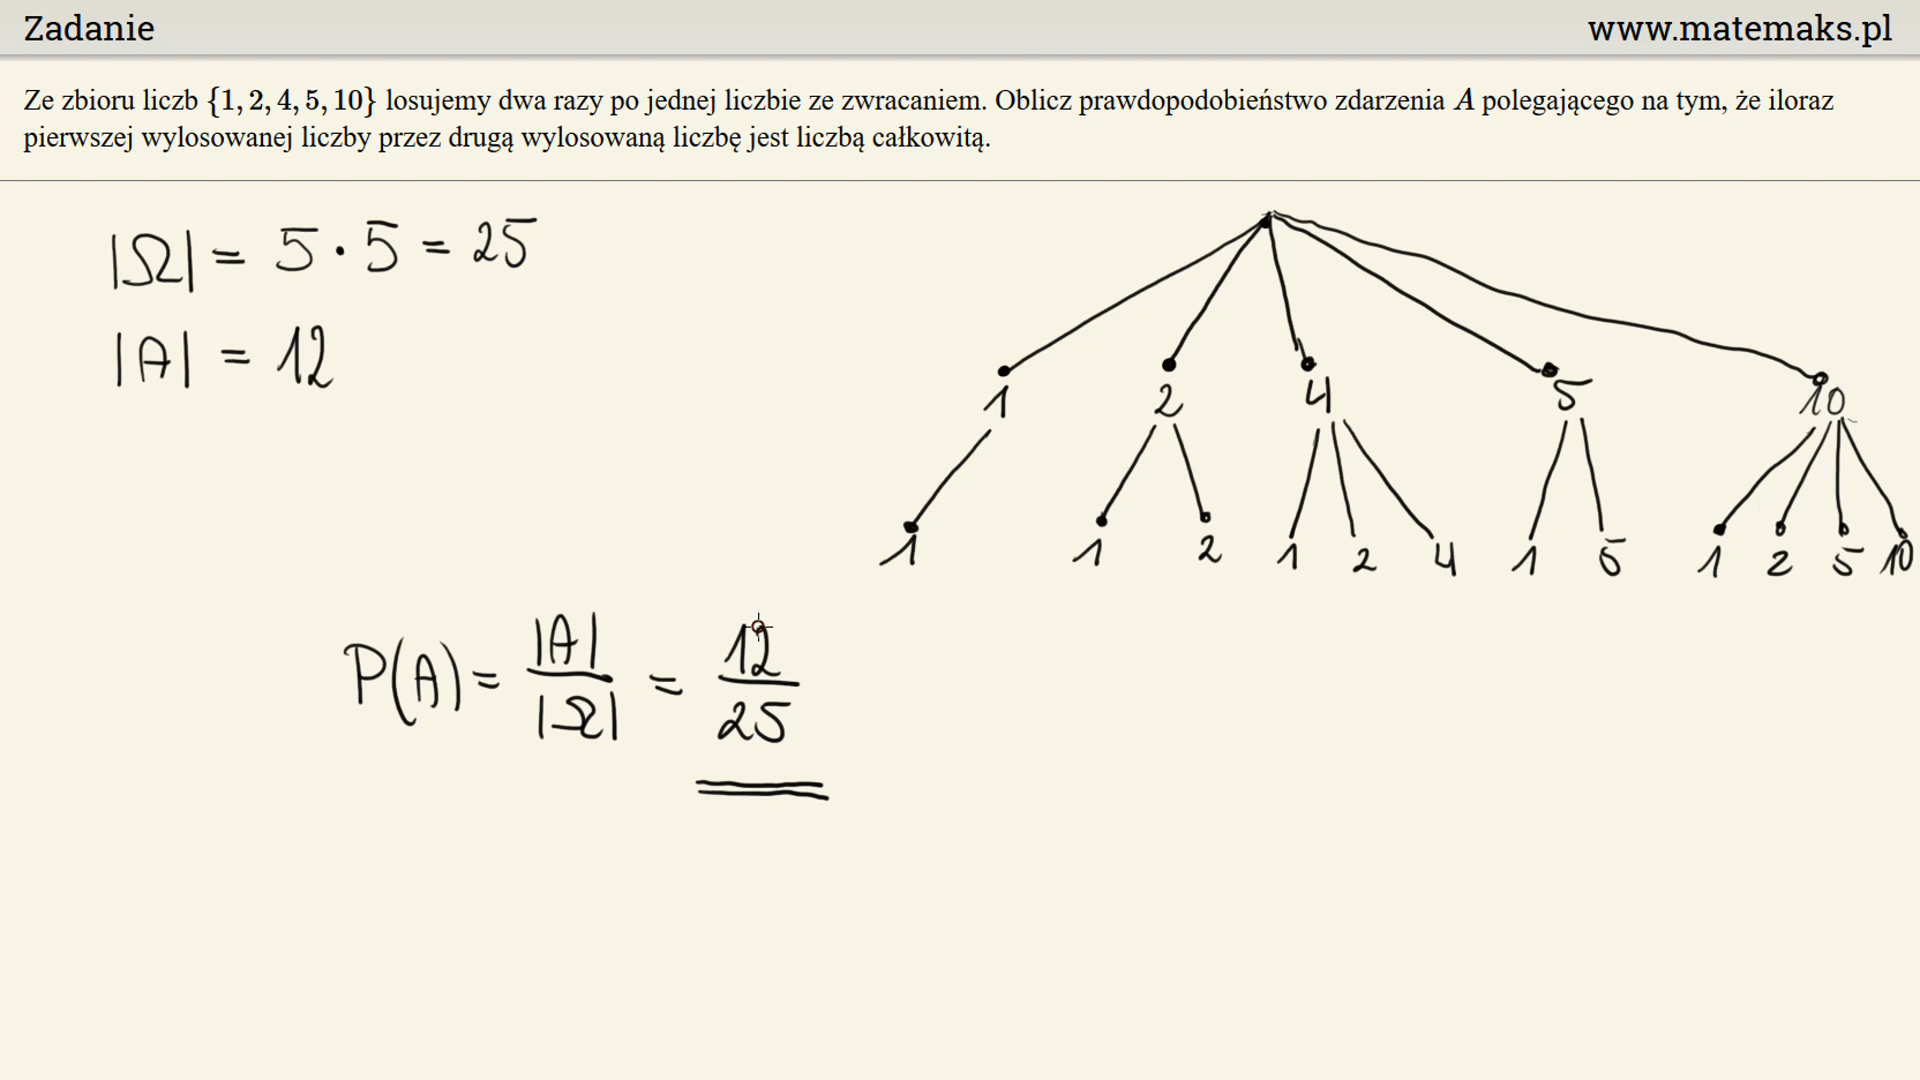 Zadanie
www.matemaks.pl
Ze zbioru liczb {1, 2, 4, 5, 10} losujemy dwa razy po jednej liczbie ze zwracaniem. Oblicz prawdopodobieństwo zdarzenia A polegającego na tym, że iloraz
pierwszej wylosowanej liczby przez drugą wylosowaną liczbę jest liczbą całkowitą.
|Ω| = 5 · 5 = 25
|A| = 12
1 2 4 5 10
1 1 2 1 2 4 1 5 1 2 5 10
P(A) = |A| / |Ω| = 12 / 25